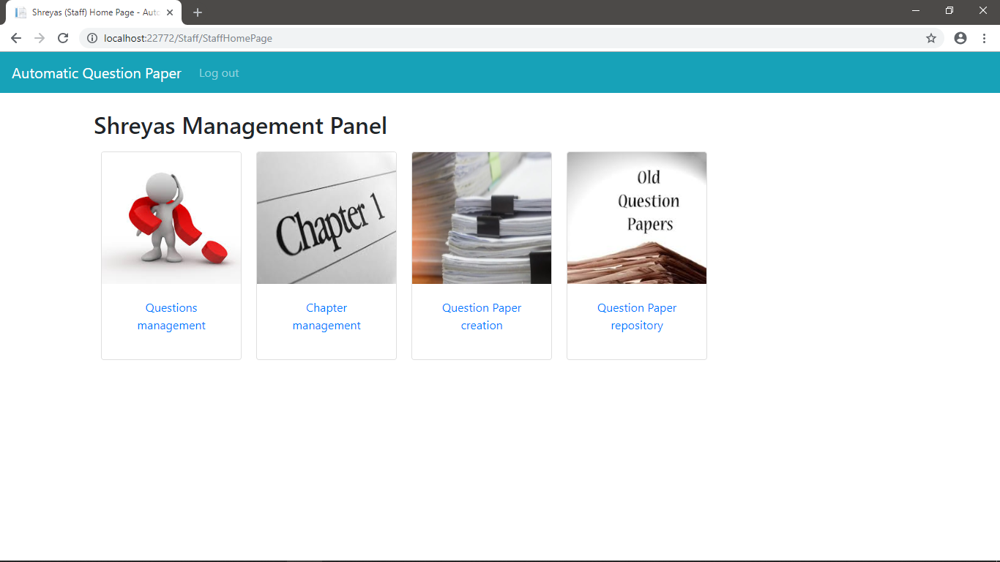 Shreyas (Staff) Home Page - Auto
localhost:22772/Staff/StaffHomePage
Automatic Question Paper
Log out
Shreyas Management Panel
Chapter 1
Old
Question
Papers
Questions
management
Chapter
management
Question Paper
creation
Question Paper
repository